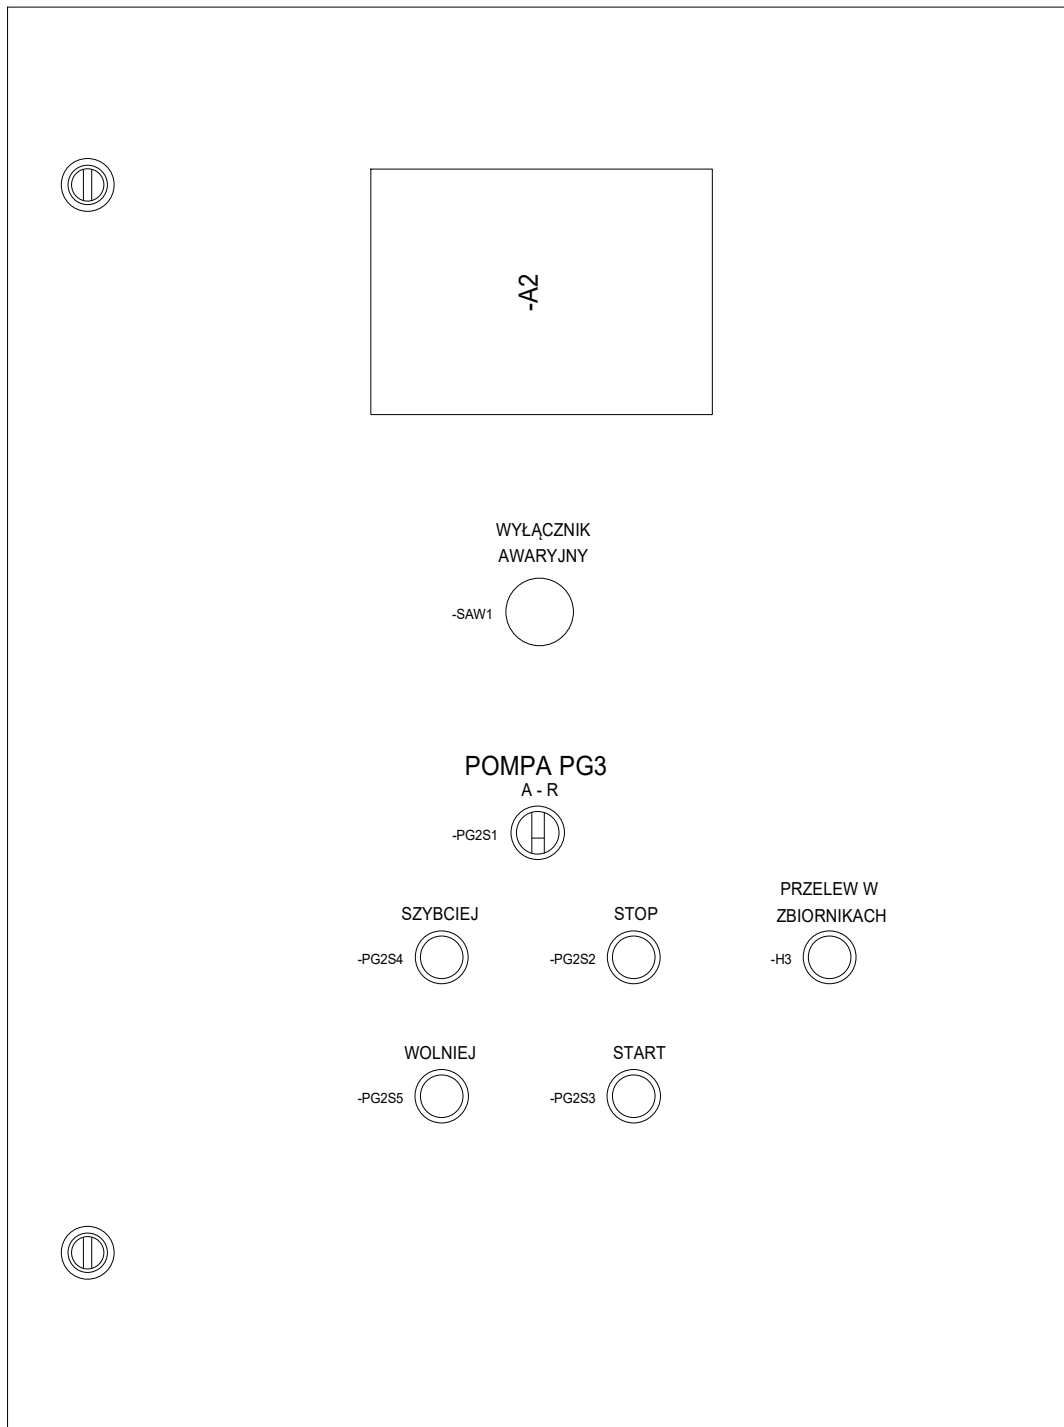 -A2
WYŁĄCZNIK
AWARYJNY
-SAW1
POMPA PG3
A - R
-PG2S1
PRZELEW W
ZBIORNIKACH
SZYBCIEJ
STOP
-PG2S4
-PG2S2
-H3
WOLNIEJ
START
-PG2S5
-PG2S3